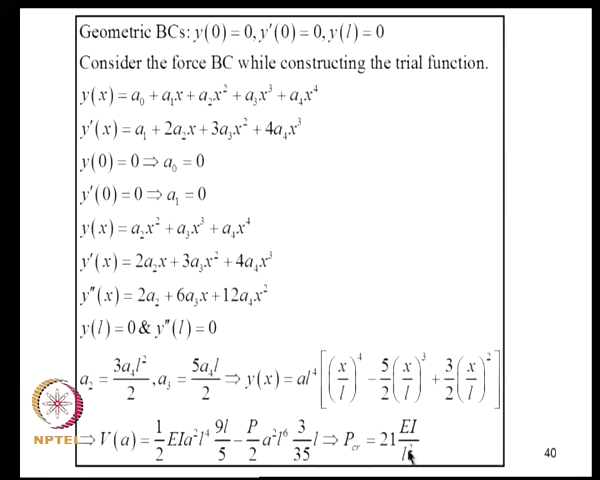 Geometric BCs: y(0) = 0, y′(0) = 0, y(l) = 0
Consider the force BC while constructing the trial function.
y(x) = a₀ + a₁x + a₂x² + a₃x³ + a₄x⁴
y′(x) = a₁ + 2a₂x + 3a₃x² + 4a₄x³
y(0) = 0 ⇒ a₀ = 0
y′(0) = 0 ⇒ a₁ = 0
y(x) = a₂x² + a₃x³ + a₄x⁴
y′(x) = 2a₂x + 3a₃x² + 4a₄x³
y″(x) = 2a₂ + 6a₃x + 12a₄x²
y(l) = 0 & y″(l) = 0
a₂ = 3a₄l²/2, a₃ = 5a₄l/2 ⇒ y(x) = al⁴[(x/l)⁴ − 5/2(x/l)³ + 3/2(x/l)²]
⇒ V(a) = 1/2 EIa²l⁴ 9l/5 − P/2 a²l⁶ 3/35 l ⇒ P_cr = 21 EI/l²
NPTEL
40